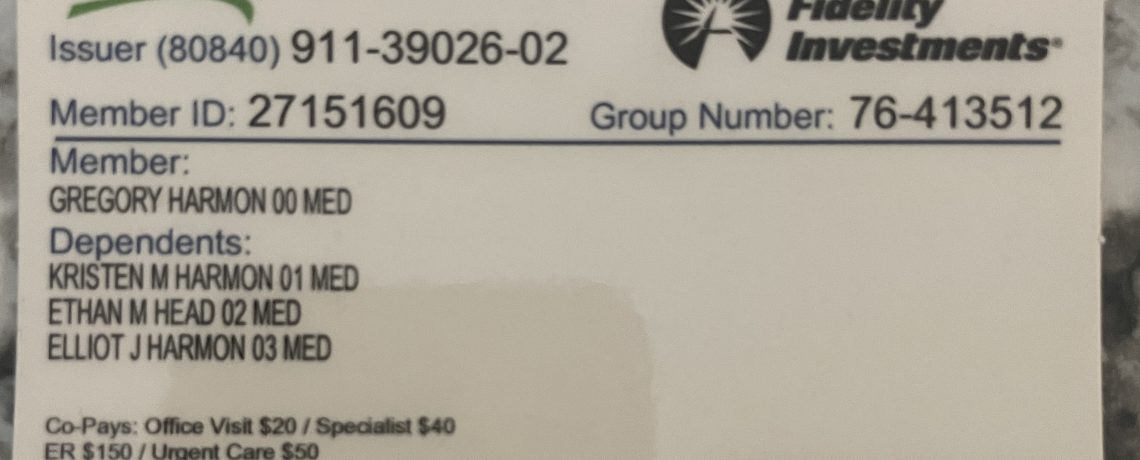 Fidelity
Investments®
Issuer (80840) 911-39026-02
Member ID: 27151609 Group Number: 76-413512
Member:
GREGORY HARMON 00 MED
Dependents:
KRISTEN M HARMON 01 MED
ETHAN M HEAD 02 MED
ELLIOT J HARMON 03 MED
Co-Pays: Office Visit $20 / Specialist $40
ER $150 / Urgent Care $50